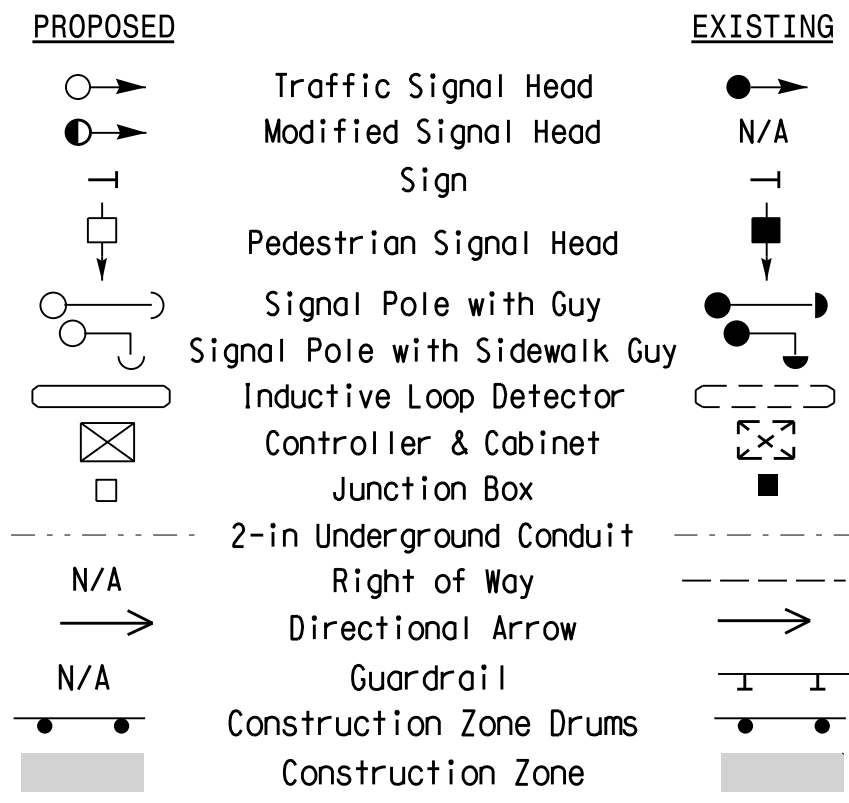 PROPOSED EXISTING
Traffic Signal Head
Modified Signal Head N/A
Sign
Pedestrian Signal Head
Signal Pole with Guy
Signal Pole with Sidewalk Guy
Inductive Loop Detector
Controller & Cabinet
Junction Box
2-in Underground Conduit
N/A Right of Way
Directional Arrow
N/A Guardrail
Construction Zone Drums
Construction Zone